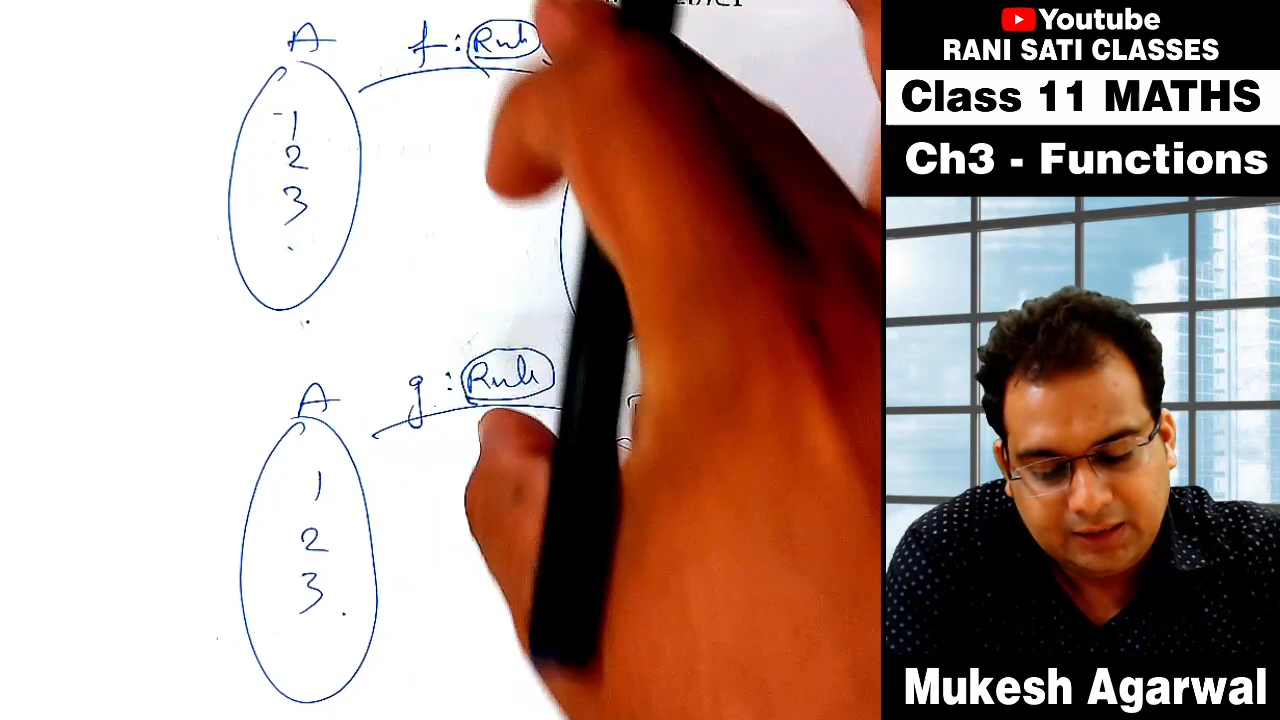 A f : Rule
-1
2
3
A g : Rule
1
2
3
Youtube
RANI SATI CLASSES
Class 11 MATHS
Ch3 - Functions
Mukesh Agarwal